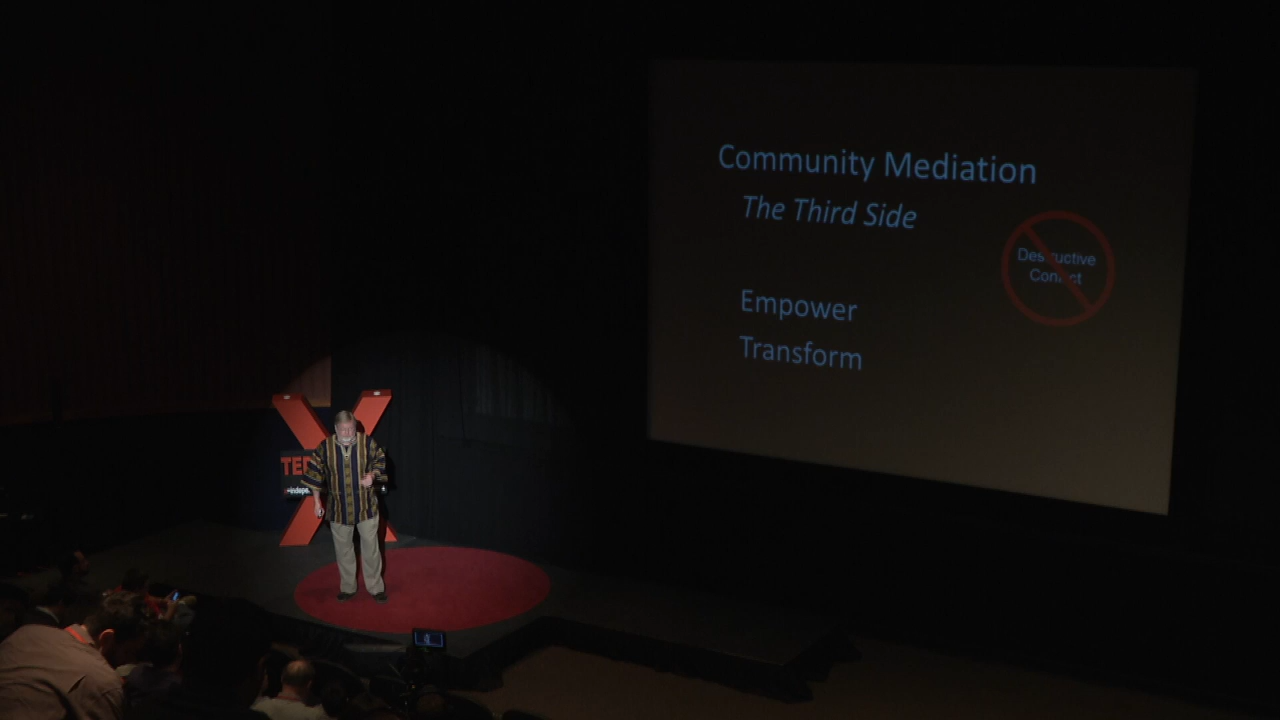 Community Mediation
The Third Side
Destructive
Conflict
Empower
Transform
TED